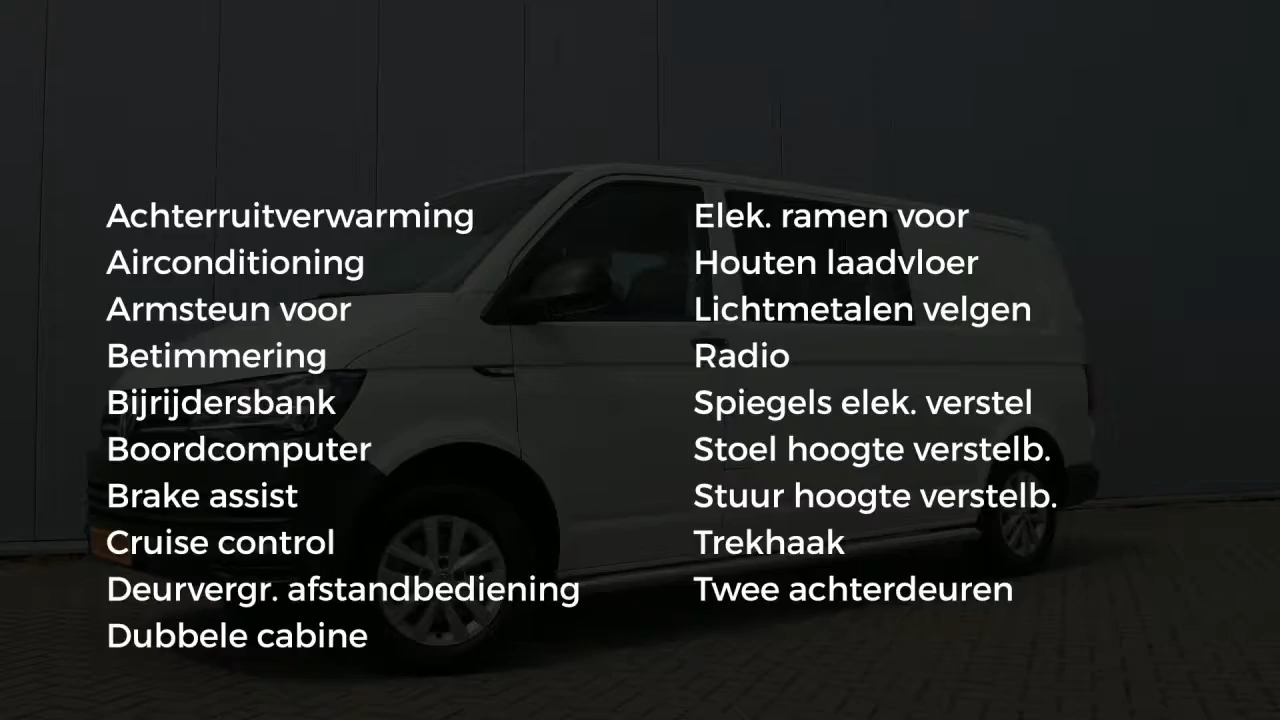 Achterruitverwarming
Airconditioning
Armsteun voor
Betimmering
Bijrijdersbank
Boordcomputer
Brake assist
Cruise control
Deurvergr. afstandbediening
Dubbele cabine
Elek. ramen voor
Houten laadvloer
Lichtmetalen velgen
Radio
Spiegels elek. verstel
Stoel hoogte verstelb.
Stuur hoogte verstelb.
Trekhaak
Twee achterdeuren